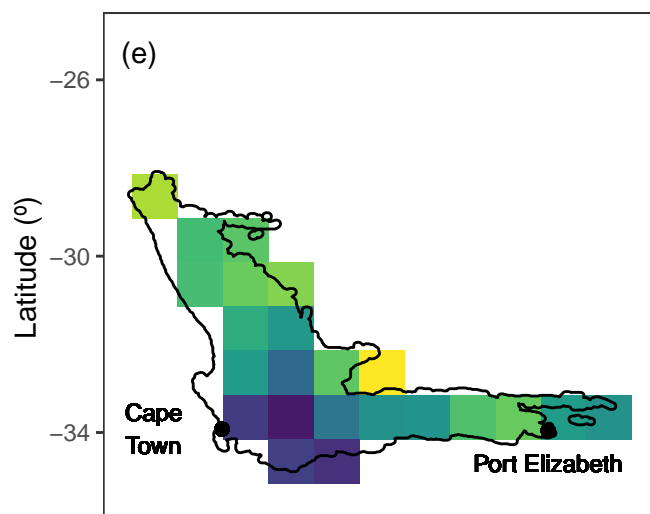 (e)
−26
−30
−34
Latitude (º)
Cape
Town
Port Elizabeth